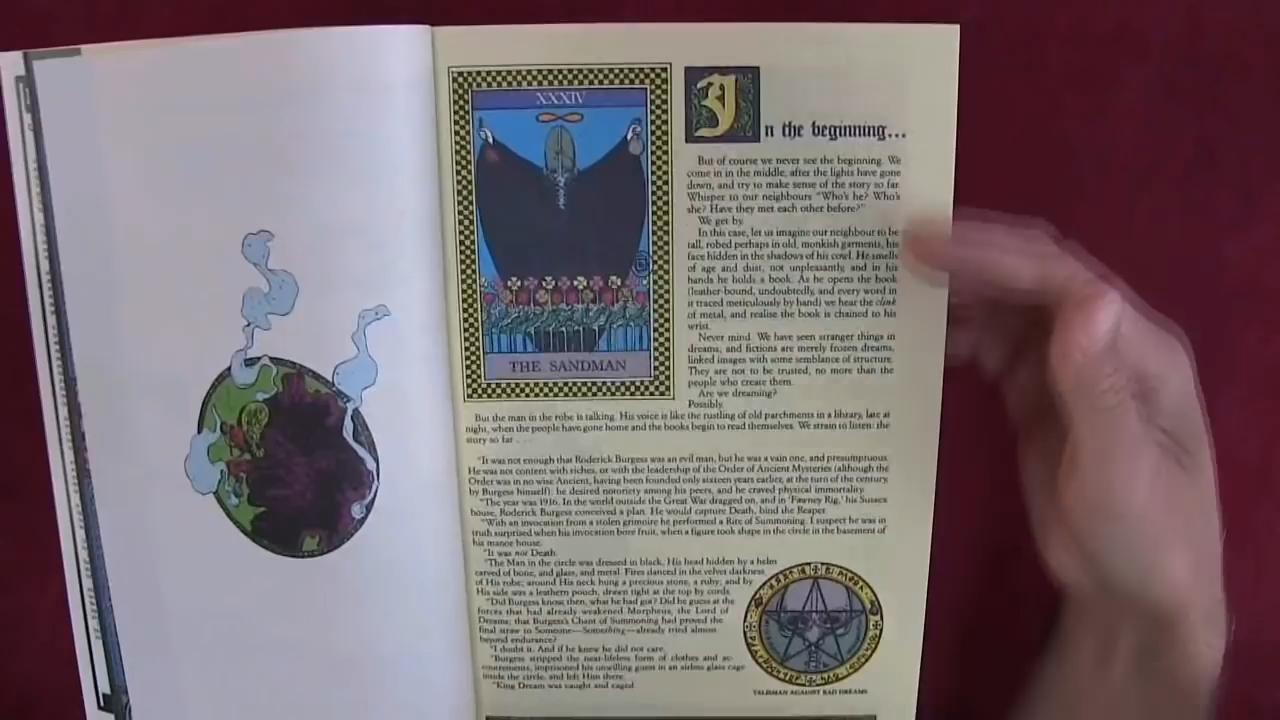 XXXIV
THE SANDMAN
In the beginning...
But of course we never see the beginning. We
come in in the middle, after the lights have gone
down, and try to make sense of the story so far.
Whisper to our neighbours "Who's he? Who's
she? Have they met each other before?"
We get by.
In this case, let us imagine our neighbour to be
tall, robed perhaps in old, monkish garments, his
face hidden in the shadows of his cowl. He smells
of age and dust, not unpleasantly, and in his
hands he holds a book. As he opens the book
(leather-bound, undoubtedly, and every word in
it traced meticulously by hand) we hear the clink
of metal, and realise the book is chained to his
wrist.
Never mind. We have seen stranger things in
dreams; and fictions are merely frozen dreams,
linked images with some semblance of structure.
They are not to be trusted, no more than the
people who create them.
Are we dreaming?
Possibly.
But the man in the robe is talking. His voice is like the rustling of old parchments in a library, late at
night, when the people have gone home and the books begin to read themselves. We strain to listen: the
story so far . . .
"It was not enough that Roderick Burgess was an evil man, but he was a vain one, and presumptuous.
He was not content with riches, or with the leadership of the Order of Ancient Mysteries (although the
Order was in no wise Ancient, having been founded only sixteen years earlier, at the turn of the century,
by Burgess himself); he desired notoriety among his peers, and he craved physical immortality.
"The year was 1916. In the world outside the Great War dragged on, and in 'Fawney Rig,' his Sussex
house, Roderick Burgess conceived a plan. He would capture Death, bind the Reaper.
"With an invocation from a stolen grimoire he performed a Rite of Summoning. I suspect he was in
truth surprised when his invocation bore fruit, when a figure took shape in the circle in the basement of
his manor house.
"It was not Death.
"The Man in the circle was dressed in black, His head hidden by a helm
carved of bone, and glass, and metal. Fires danced in the velvet darkness
of His robe; around His neck hung a precious stone, a ruby; and by
His side was a leathern pouch, drawn tight at the top by cords.
"Did Burgess know, then, what he had got? Did he guess at the
forces that had already weakened Morpheus, the Lord of
Dreams; that Burgess's Chant of Summoning had proved the
final straw to Someone—Something—already tried almost
beyond endurance?
"I doubt it. And if he knew he did not care.
"Burgess stripped the near-lifeless form of clothes and ac-
coutrements, imprisoned his unwilling guest in an airless glass cage
inside the circle, and left Him there.
"King Dream was caught and caged.
TALISMAN AGAINST BAD DREAMS